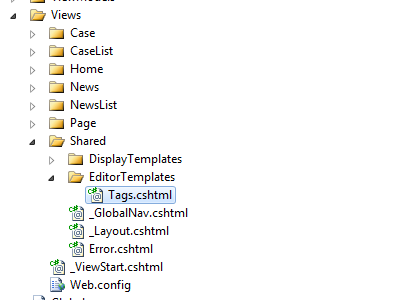 Views
Case
CaseList
Home
News
NewsList
Page
Shared
DisplayTemplates
EditorTemplates
Tags.cshtml
_GlobalNav.cshtml
_Layout.cshtml
Error.cshtml
_ViewStart.cshtml
Web.config